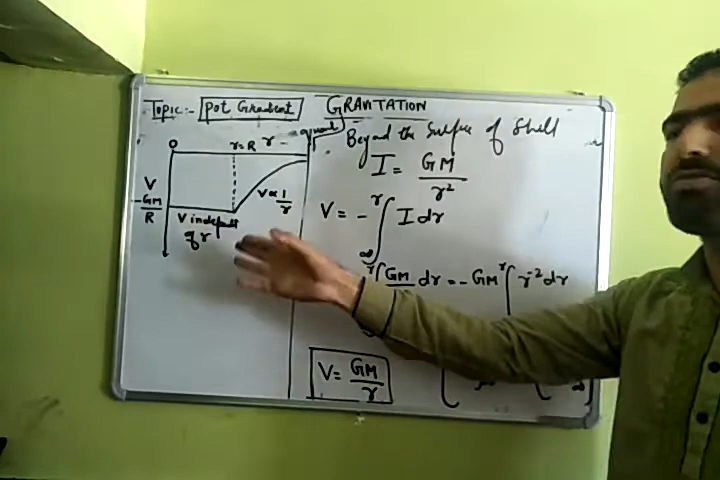 Topic:- Pot Gradient
GRAVITATION
Beyond the Surface of Shell
I = GM / r²
V = - ∫ I dr
r
∞
∫ GM dr = - GM ∫ r⁻² dr
r
r
V = GM / r
O
r=R
r
V
-GM / R
V ∝ 1/r
V indepdt
of r